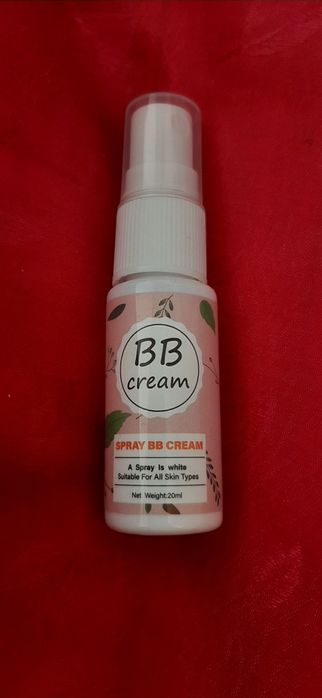 BB
cream
SPRAY BB CREAM
A Spray Is white
Suitable For All Skin Types
Net Weight:20ml